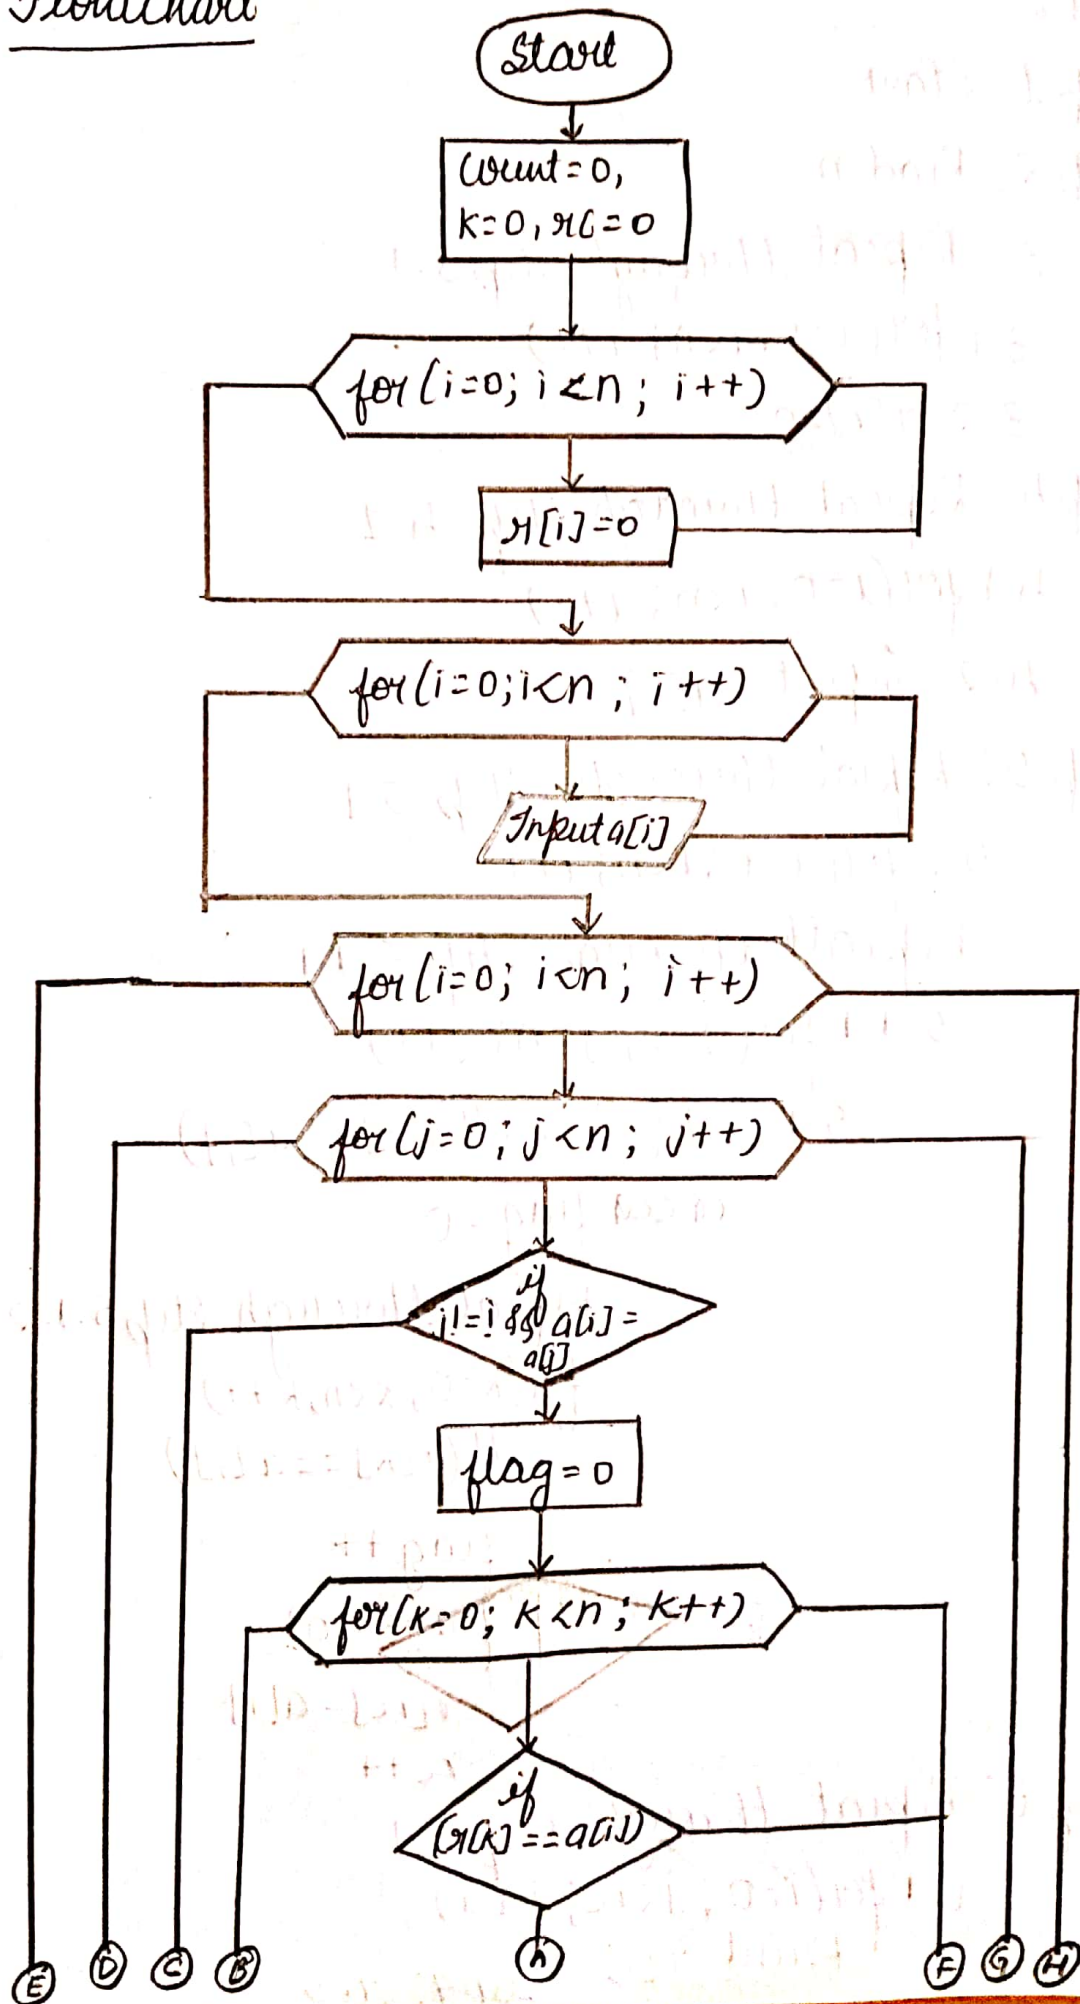 Flowchart
Start
Count=0,
K=0, rc=0
for(i=0; i<n; i++)
r[i]=0
for(i=0;i<n; i++)
Input a[i]
for(i=0; i<n; i++)
for(j=0; j<n; j++)
if
j!=i && a[i]=
a[j]
flag=0
for(K=0; K<n; K++)
if
(r[K]==a[i])
E D C B A F G H